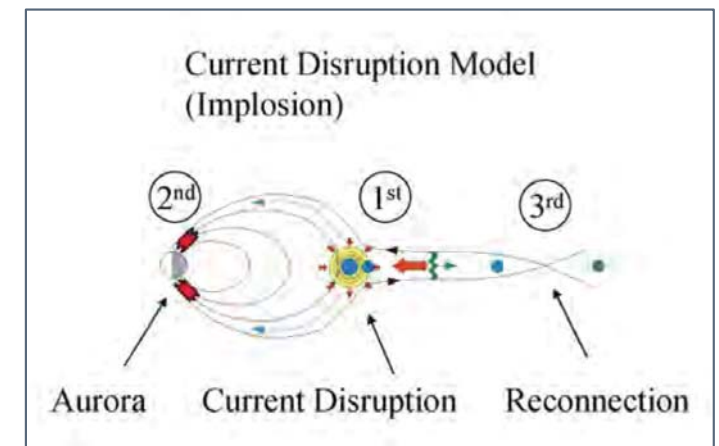 Current Disruption Model
(Implosion)
2nd
1st
3rd
Aurora
Current Disruption
Reconnection